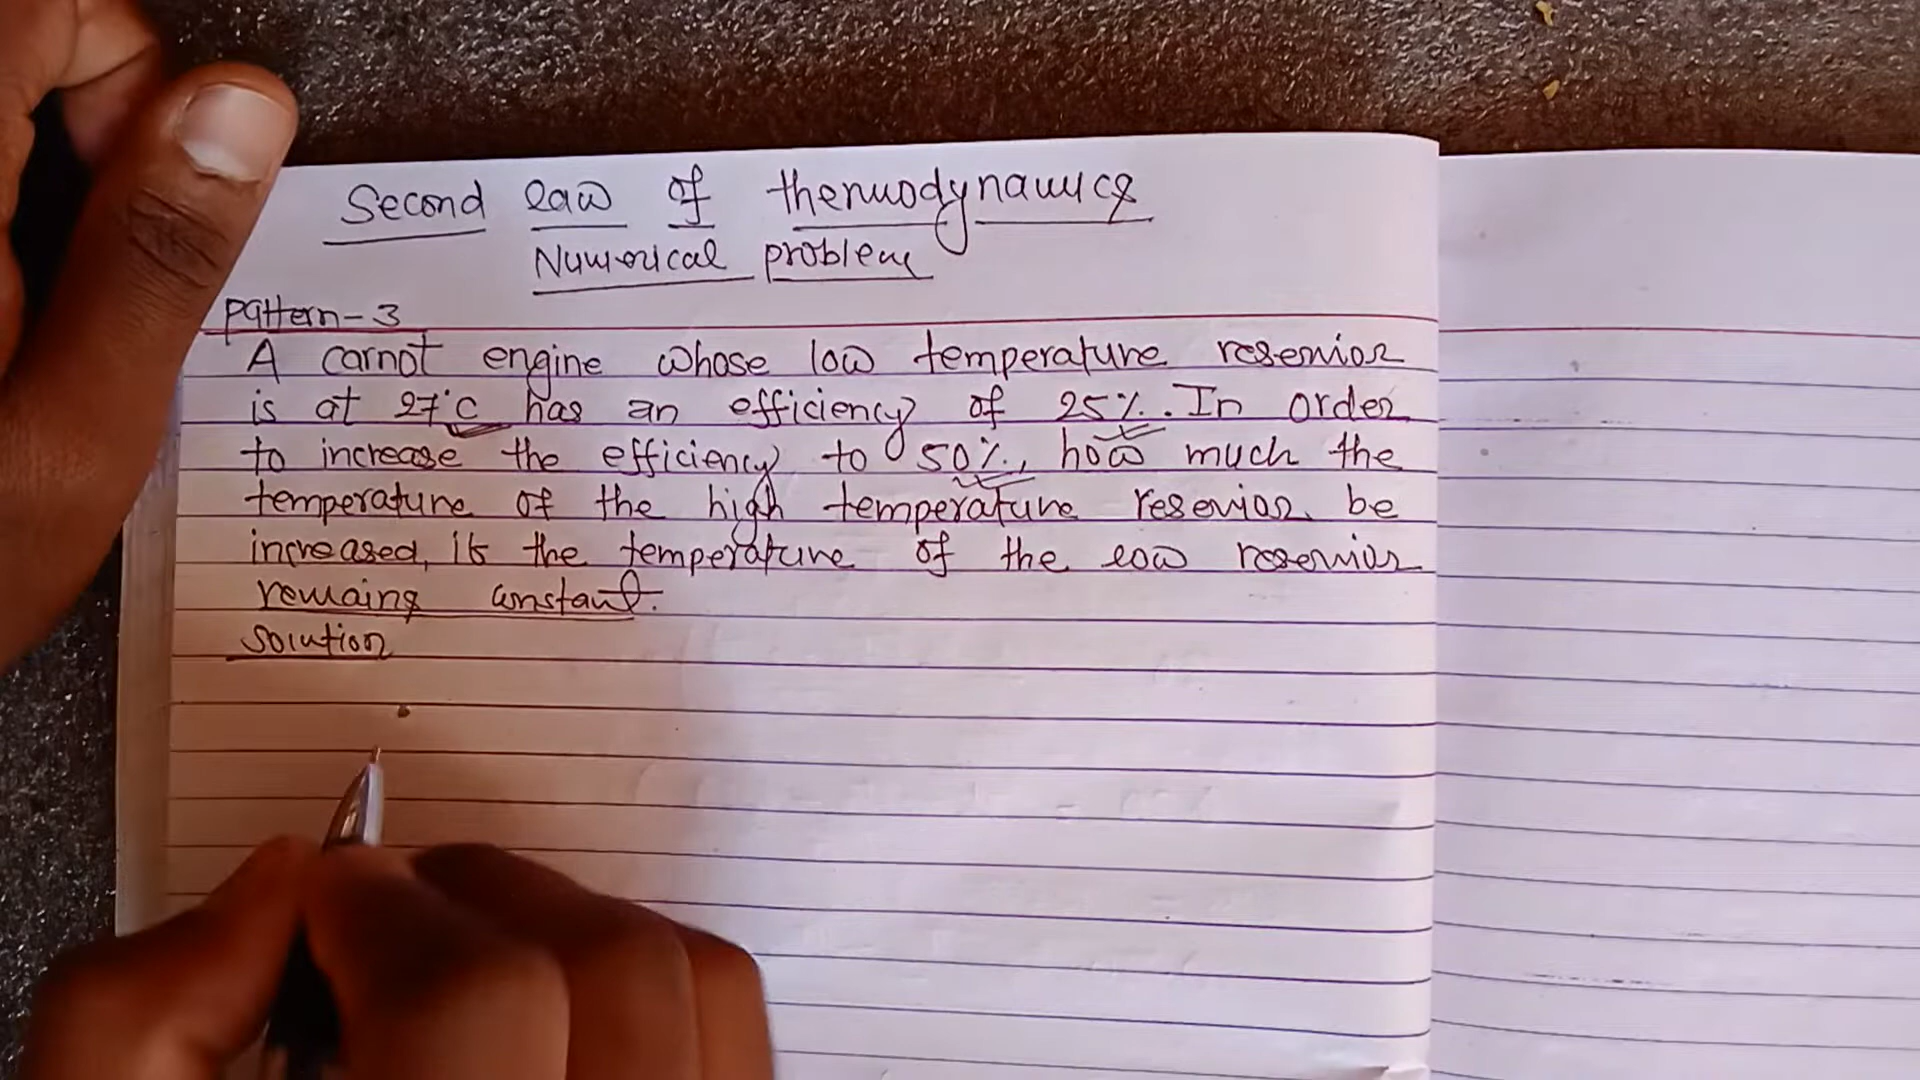 Second law of thermodynamics
Numerical problem
Pattern-3
A carnot engine whose low temperature reservior
is at 27°C has an efficiency of 25%. In order
to increase the efficiency to 50%, how much the
temperature of the high temperature reservior be
increased, if the temperature of the low reservior
remains constant.
Solution